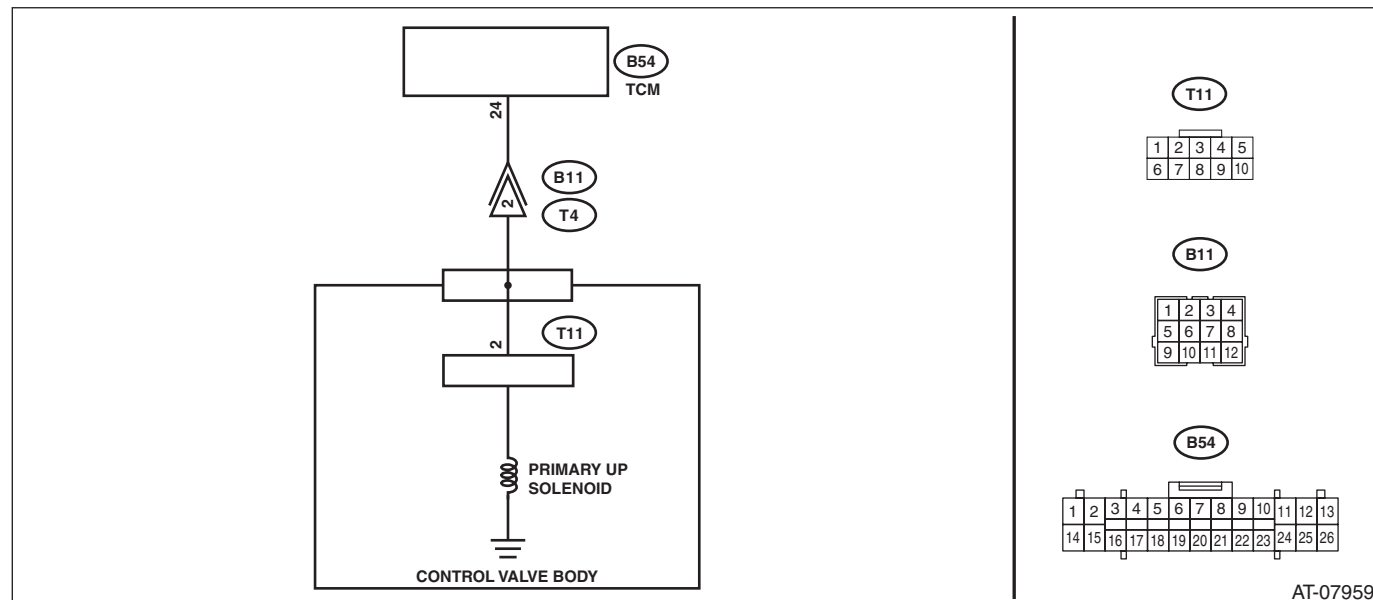 B54
TCM
24
B11
2
T4
T11
2
PRIMARY UP
SOLENOID
CONTROL VALVE BODY
T11
1 2 3 4 5
6 7 8 9 10
B11
1 2 3 4
5 6 7 8
9 10 11 12
B54
1 2 3 4 5 6 7 8 9 10 11 12 13
14 15 16 17 18 19 20 21 22 23 24 25 26
AT-07959